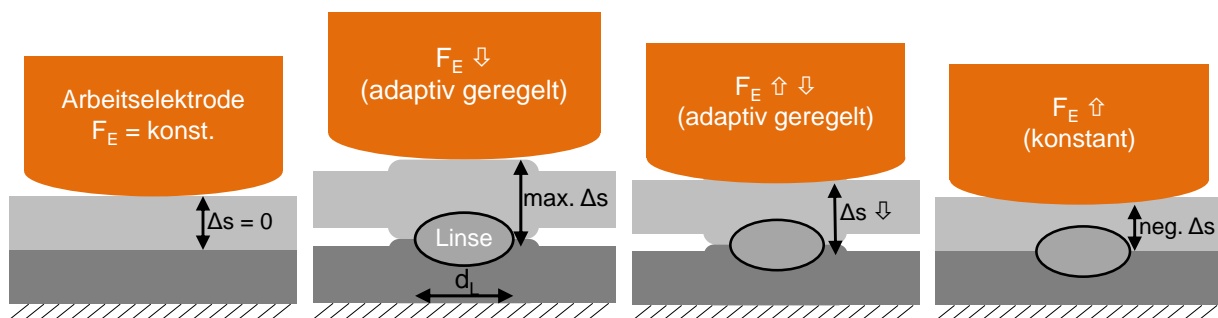 Arbeitselektrode
F_E = konst.
Δs = 0
F_E ⇩
(adaptiv geregelt)
max. Δs
Linse
d_L
F_E ⇧ ⇩
(adaptiv geregelt)
Δs ⇩
F_E ⇧
(konstant)
neg. Δs